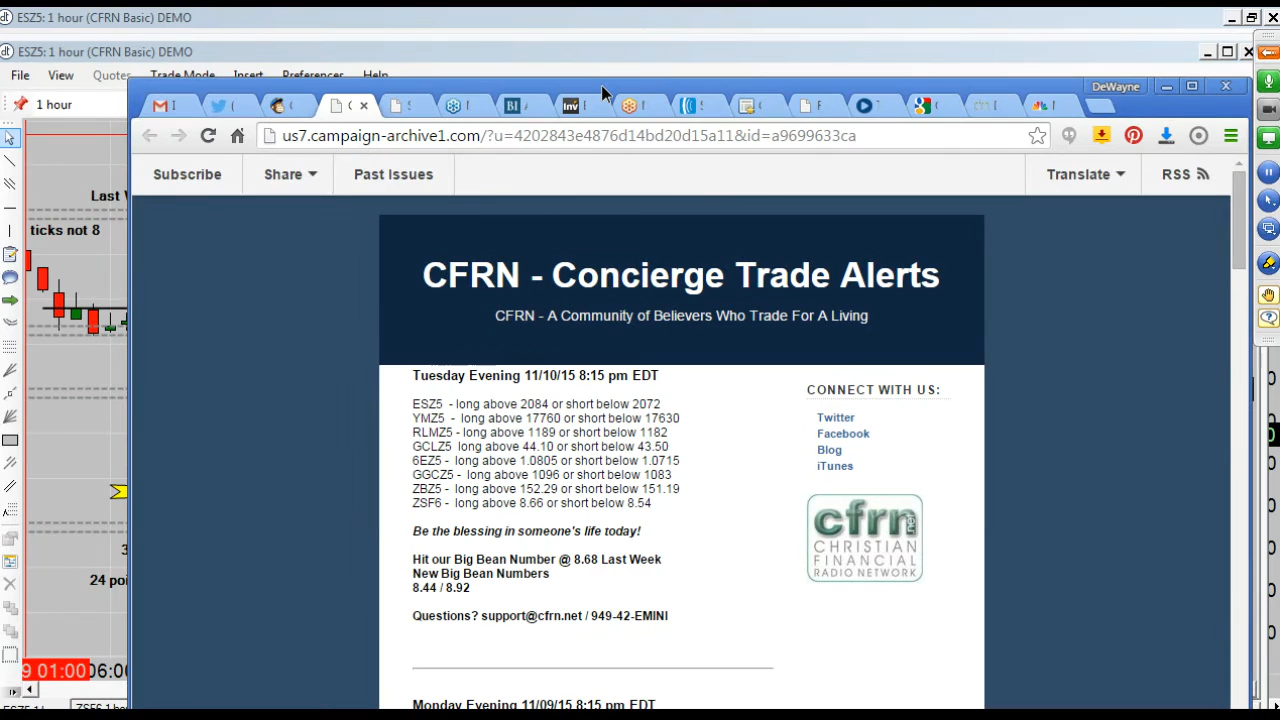 ESZ5: 1 hour (CFRN Basic) DEMO
ESZ5: 1 hour (CFRN Basic) DEMO
File View Quotes Trade Mode Insert Preferences Help
1 hour
DeWayne
us7.campaign-archive1.com/?u=4202843e4876d14bd20d15a11&id=a9699633ca
Subscribe Share Past Issues Translate RSS
Last
ticks not 8
24 poi
9 01:00 06:00
CFRN - Concierge Trade Alerts
CFRN - A Community of Believers Who Trade For A Living
Tuesday Evening 11/10/15 8:15 pm EDT
ESZ5 - long above 2084 or short below 2072
YMZ5 - long above 17760 or short below 17630
RLMZ5 - long above 1189 or short below 1182
GCLZ5 - long above 44.10 or short below 43.50
6EZ5 - long above 1.0805 or short below 1.0715
GGCZ5 - long above 1096 or short below 1083
ZBZ5 - long above 152.29 or short below 151.19
ZSF6 - long above 8.66 or short below 8.54
Be the blessing in someone's life today!
Hit our Big Bean Number @ 8.68 Last Week
New Big Bean Numbers
8.44 / 8.92
Questions? support@cfrn.net / 949-42-EMINI
Monday Evening 11/09/15 8:15 pm EDT
CONNECT WITH US:
Twitter
Facebook
Blog
iTunes
cfrn.net
CHRISTIAN
FINANCIAL
RADIO NETWORK